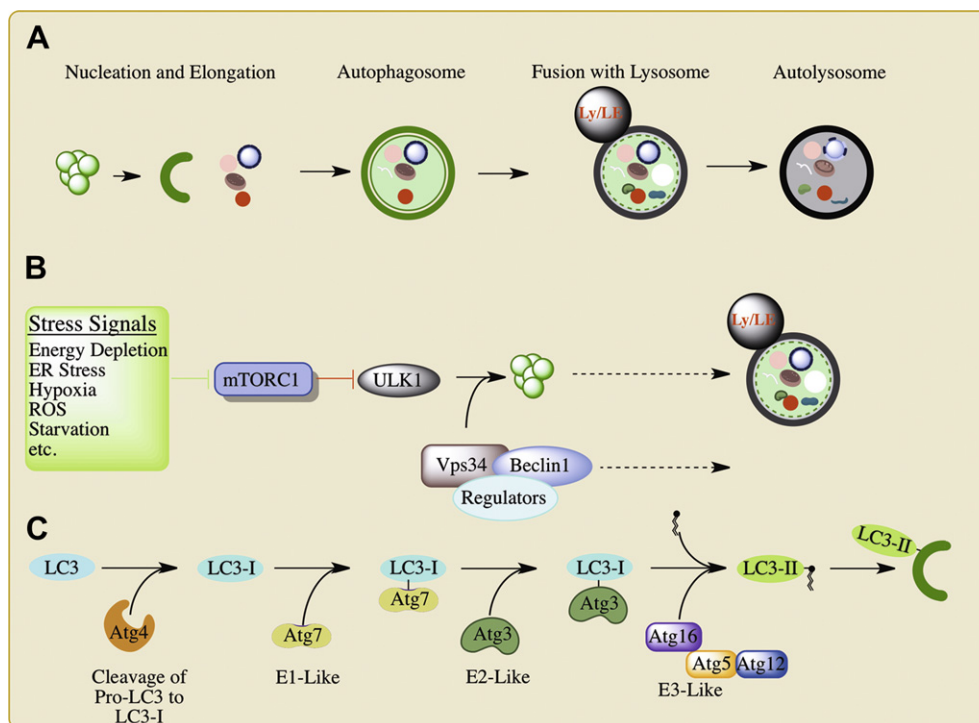 A
Nucleation and Elongation
Autophagosome
Fusion with Lysosome
Autolysosome
Ly/LE
B
Stress Signals
Energy Depletion
ER Stress
Hypoxia
ROS
Starvation
etc.
mTORC1
ULK1
Ly/LE
Vps34
Beclin1
Regulators
C
LC3
LC3-I
LC3-I
Atg7
LC3-I
Atg3
LC3-II
LC3-II
Atg4
Atg7
Atg3
Atg16
Atg5
Atg12
Cleavage of
Pro-LC3 to
LC3-I
E1-Like
E2-Like
E3-Like